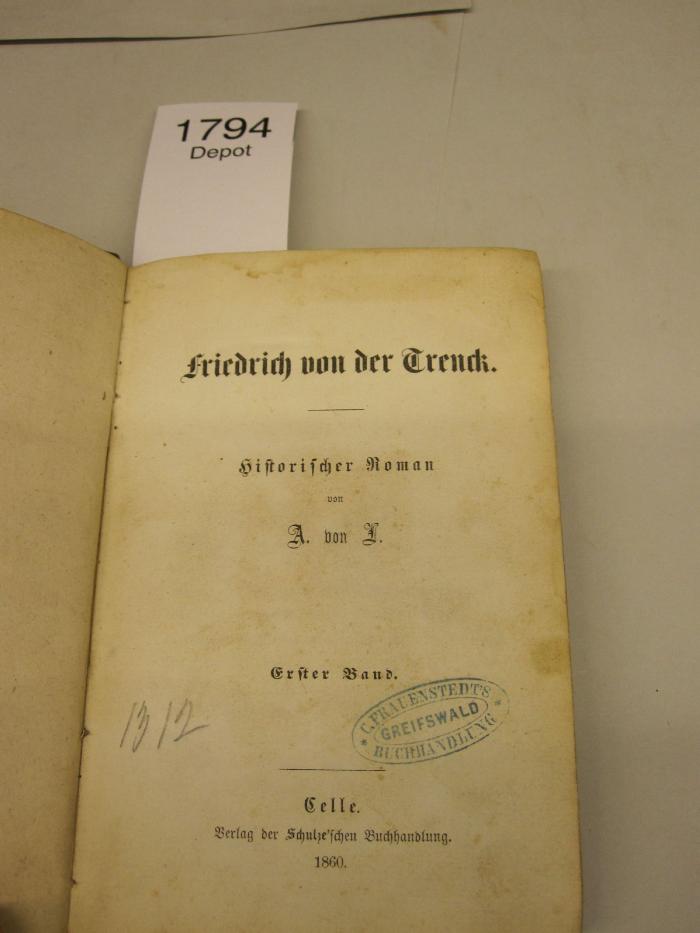 1794
Depot
Friedrich von der Trenck.
Hiſtoriſcher Roman
von
A. von L.
Erſter Band.
1312
C. FRAUENSTEDT'S
GREIFSWALD
BUCHHANDLUNG
Celle.
Verlag der Schulze'ſchen Buchhandlung.
1860.